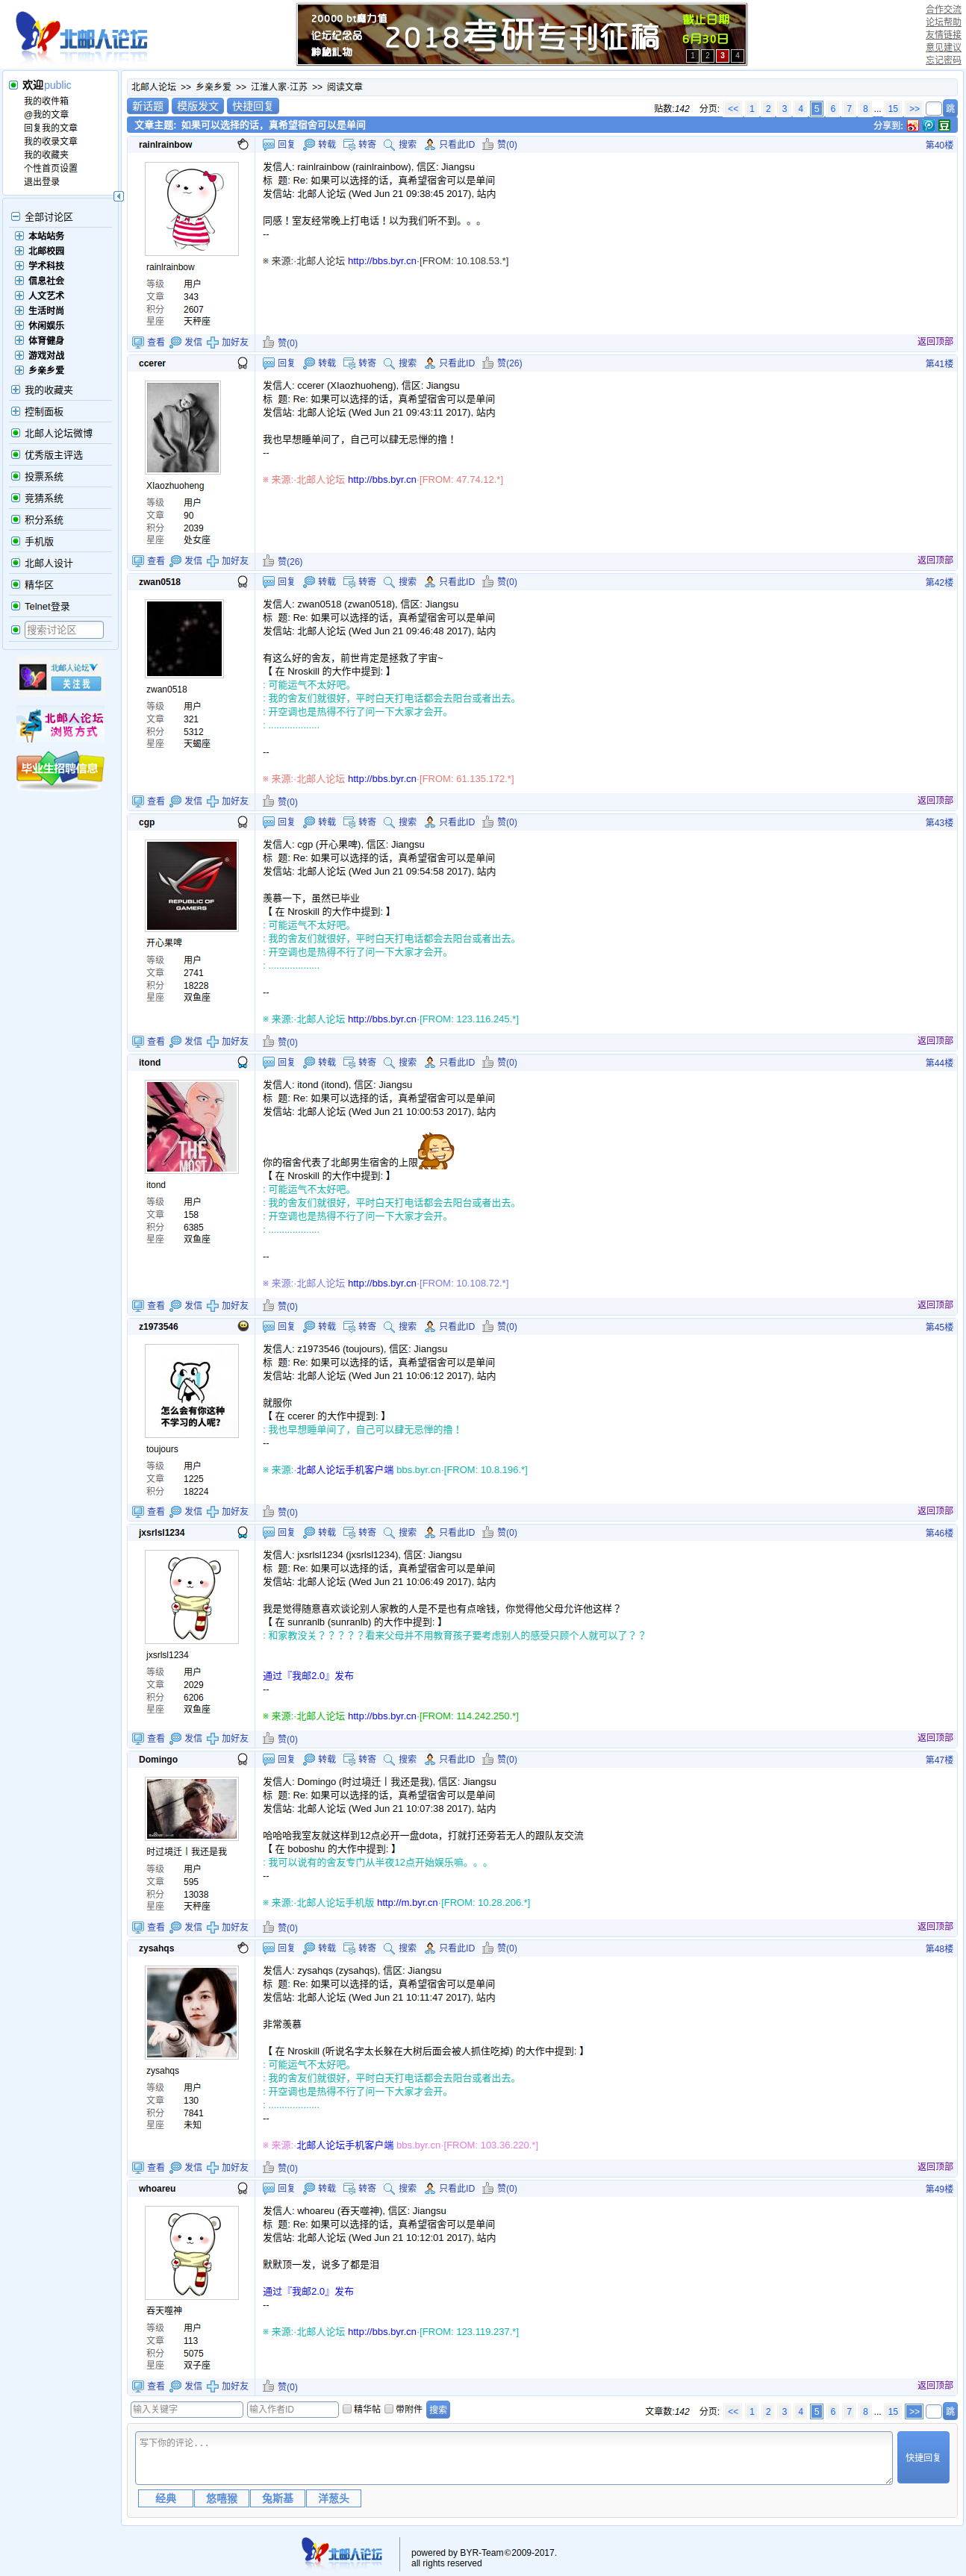 北邮人论坛
20000 bt魔力值
论坛纪念品
神秘礼物
2018考研专刊征稿
截止日期
6月30日
1 2 3 4
合作交流
论坛帮助
友情链接
意见建议
忘记密码
欢迎public
我的收件箱
@我的文章
回复我的文章
我的收录文章
我的收藏夹
个性首页设置
退出登录
全部讨论区
本站站务
北邮校园
学术科技
信息社会
人文艺术
生活时尚
休闲娱乐
体育健身
游戏对战
乡亲乡爱
我的收藏夹
控制面板
北邮人论坛微博
优秀版主评选
投票系统
竞猜系统
积分系统
手机版
北邮人设计
精华区
Telnet登录
搜索讨论区
北邮人论坛
关注我
北邮人论坛
浏览方式
毕业生招聘信息
北邮人论坛 >> 乡亲乡爱 >> 江淮人家·江苏 >> 阅读文章
新话题 模版发文 快捷回复
贴数:142 分页: << 1 2 3 4 5 6 7 8 ... 15 >> 跳
文章主题: 如果可以选择的话，真希望宿舍可以是单间
分享到:
rainlrainbow
回复 转载 转寄 搜索 只看此ID 赞(0) 第40楼
rainlrainbow
等级 用户
文章 343
积分 2607
星座 天秤座
发信人: rainlrainbow (rainlrainbow), 信区: Jiangsu
标 题: Re: 如果可以选择的话，真希望宿舍可以是单间
发信站: 北邮人论坛 (Wed Jun 21 09:38:45 2017), 站内
同感！室友经常晚上打电话！以为我们听不到。。。
--
※ 来源:·北邮人论坛 http://bbs.byr.cn·[FROM: 10.108.53.*]
查看 发信 加好友 赞(0) 返回顶部
ccerer
回复 转载 转寄 搜索 只看此ID 赞(26) 第41楼
XIaozhuoheng
等级 用户
文章 90
积分 2039
星座 处女座
发信人: ccerer (XIaozhuoheng), 信区: Jiangsu
标 题: Re: 如果可以选择的话，真希望宿舍可以是单间
发信站: 北邮人论坛 (Wed Jun 21 09:43:11 2017), 站内
我也早想睡单间了，自己可以肆无忌惮的撸！
--
※ 来源:·北邮人论坛 http://bbs.byr.cn·[FROM: 47.74.12.*]
查看 发信 加好友 赞(26) 返回顶部
zwan0518
回复 转载 转寄 搜索 只看此ID 赞(0) 第42楼
zwan0518
等级 用户
文章 321
积分 5312
星座 天蝎座
发信人: zwan0518 (zwan0518), 信区: Jiangsu
标 题: Re: 如果可以选择的话，真希望宿舍可以是单间
发信站: 北邮人论坛 (Wed Jun 21 09:46:48 2017), 站内
有这么好的舍友，前世肯定是拯救了宇宙~
【 在 Nroskill 的大作中提到: 】
: 可能运气不太好吧。
: 我的舍友们就很好，平时白天打电话都会去阳台或者出去。
: 开空调也是热得不行了问一下大家才会开。
: ...................
--
※ 来源:·北邮人论坛 http://bbs.byr.cn·[FROM: 61.135.172.*]
查看 发信 加好友 赞(0) 返回顶部
cgp
回复 转载 转寄 搜索 只看此ID 赞(0) 第43楼
REPUBLIC OF
GAMERS
开心果啤
等级 用户
文章 2741
积分 18228
星座 双鱼座
发信人: cgp (开心果啤), 信区: Jiangsu
标 题: Re: 如果可以选择的话，真希望宿舍可以是单间
发信站: 北邮人论坛 (Wed Jun 21 09:54:58 2017), 站内
羡慕一下，虽然已毕业
【 在 Nroskill 的大作中提到: 】
: 可能运气不太好吧。
: 我的舍友们就很好，平时白天打电话都会去阳台或者出去。
: 开空调也是热得不行了问一下大家才会开。
: ...................
--
※ 来源:·北邮人论坛 http://bbs.byr.cn·[FROM: 123.116.245.*]
查看 发信 加好友 赞(0) 返回顶部
itond
回复 转载 转寄 搜索 只看此ID 赞(0) 第44楼
THE
MOST
itond
等级 用户
文章 158
积分 6385
星座 双鱼座
发信人: itond (itond), 信区: Jiangsu
标 题: Re: 如果可以选择的话，真希望宿舍可以是单间
发信站: 北邮人论坛 (Wed Jun 21 10:00:53 2017), 站内
你的宿舍代表了北邮男生宿舍的上限
【 在 Nroskill 的大作中提到: 】
: 可能运气不太好吧。
: 我的舍友们就很好，平时白天打电话都会去阳台或者出去。
: 开空调也是热得不行了问一下大家才会开。
: ...................
--
※ 来源:·北邮人论坛 http://bbs.byr.cn·[FROM: 10.108.72.*]
查看 发信 加好友 赞(0) 返回顶部
z1973546
回复 转载 转寄 搜索 只看此ID 赞(0) 第45楼
怎么会有你这种
不学习的人呢?
toujours
等级 用户
文章 1225
积分 18224
发信人: z1973546 (toujours), 信区: Jiangsu
标 题: Re: 如果可以选择的话，真希望宿舍可以是单间
发信站: 北邮人论坛 (Wed Jun 21 10:06:12 2017), 站内
就服你
【 在 ccerer 的大作中提到: 】
: 我也早想睡单间了，自己可以肆无忌惮的撸！
--
※ 来源:·北邮人论坛手机客户端 bbs.byr.cn·[FROM: 10.8.196.*]
查看 发信 加好友 赞(0) 返回顶部
jxsrlsl1234
回复 转载 转寄 搜索 只看此ID 赞(0) 第46楼
jxsrlsl1234
等级 用户
文章 2029
积分 6206
星座 双鱼座
发信人: jxsrlsl1234 (jxsrlsl1234), 信区: Jiangsu
标 题: Re: 如果可以选择的话，真希望宿舍可以是单间
发信站: 北邮人论坛 (Wed Jun 21 10:06:49 2017), 站内
我是觉得随意喜欢谈论别人家教的人是不是也有点啥钱，你觉得他父母允许他这样？
【 在 sunranlb (sunranlb) 的大作中提到: 】
: 和家教没关？？？？？看来父母并不用教育孩子要考虑别人的感受只顾个人就可以了？？
通过『我邮2.0』发布
--
※ 来源:·北邮人论坛 http://bbs.byr.cn·[FROM: 114.242.250.*]
查看 发信 加好友 赞(0) 返回顶部
Domingo
回复 转载 转寄 搜索 只看此ID 赞(0) 第47楼
时过境迁丨我还是我
等级 用户
文章 595
积分 13038
星座 天秤座
发信人: Domingo (时过境迁丨我还是我), 信区: Jiangsu
标 题: Re: 如果可以选择的话，真希望宿舍可以是单间
发信站: 北邮人论坛 (Wed Jun 21 10:07:38 2017), 站内
哈哈哈我室友就这样到12点必开一盘dota，打就打还旁若无人的跟队友交流
【 在 boboshu 的大作中提到: 】
: 我可以说有的舍友专门从半夜12点开始娱乐嘛。。。
--
※ 来源:·北邮人论坛手机版 http://m.byr.cn·[FROM: 10.28.206.*]
查看 发信 加好友 赞(0) 返回顶部
zysahqs
回复 转载 转寄 搜索 只看此ID 赞(0) 第48楼
zysahqs
等级 用户
文章 130
积分 7841
星座 未知
发信人: zysahqs (zysahqs), 信区: Jiangsu
标 题: Re: 如果可以选择的话，真希望宿舍可以是单间
发信站: 北邮人论坛 (Wed Jun 21 10:11:47 2017), 站内
非常羡慕
【 在 Nroskill (听说名字太长躲在大树后面会被人抓住吃掉) 的大作中提到: 】
: 可能运气不太好吧。
: 我的舍友们就很好，平时白天打电话都会去阳台或者出去。
: 开空调也是热得不行了问一下大家才会开。
: ...................
--
※ 来源:·北邮人论坛手机客户端 bbs.byr.cn·[FROM: 103.36.220.*]
查看 发信 加好友 赞(0) 返回顶部
whoareu
回复 转载 转寄 搜索 只看此ID 赞(0) 第49楼
吞天噬神
等级 用户
文章 113
积分 5075
星座 双子座
发信人: whoareu (吞天噬神), 信区: Jiangsu
标 题: Re: 如果可以选择的话，真希望宿舍可以是单间
发信站: 北邮人论坛 (Wed Jun 21 10:12:01 2017), 站内
默默顶一发，说多了都是泪
通过『我邮2.0』发布
--
※ 来源:·北邮人论坛 http://bbs.byr.cn·[FROM: 123.119.237.*]
查看 发信 加好友 赞(0) 返回顶部
输入关键字 输入作者ID 精华帖 带附件 搜索
文章数:142 分页: << 1 2 3 4 5 6 7 8 ... 15 >> 跳
写下你的评论...
快捷回复
经典 悠嘻猴 兔斯基 洋葱头
北邮人论坛
powered by BYR-Team©2009-2017.
all rights reserved